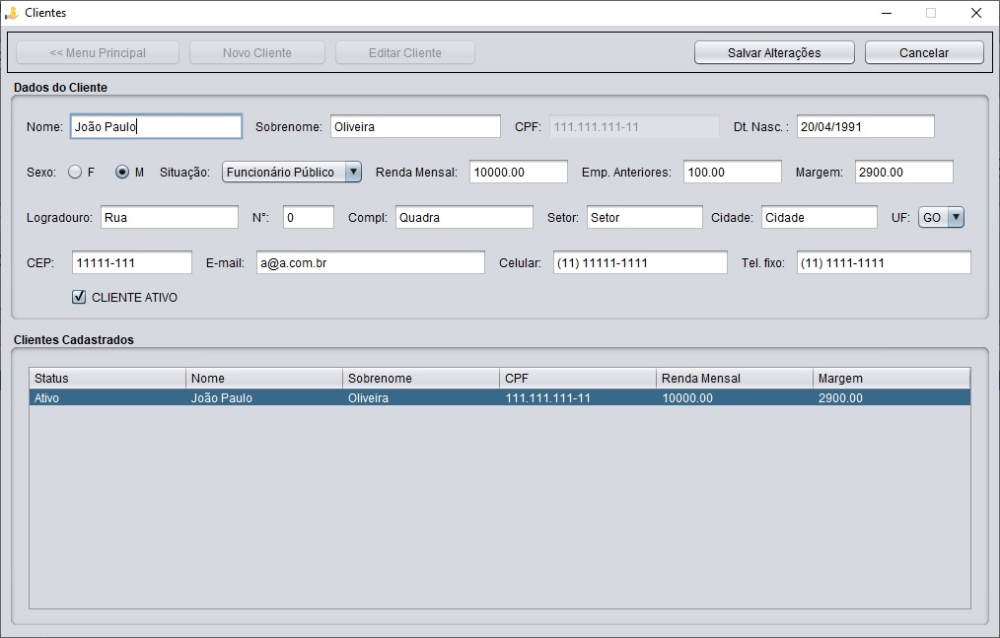 Clientes
<< Menu Principal Novo Cliente Editar Cliente Salvar Alterações Cancelar
Dados do Cliente
Nome: João Paulo Sobrenome: Oliveira CPF: 111.111.111-11 Dt. Nasc. : 20/04/1991
Sexo: F M Situação: Funcionário Público Renda Mensal: 10000.00 Emp. Anteriores: 100.00 Margem: 2900.00
Logradouro: Rua N°: 0 Compl: Quadra Setor: Setor Cidade: Cidade UF: GO
CEP: 11111-111 E-mail: a@a.com.br Celular: (11) 11111-1111 Tel. fixo: (11) 1111-1111
CLIENTE ATIVO
Clientes Cadastrados
Status Nome Sobrenome CPF Renda Mensal Margem
Ativo João Paulo Oliveira 111.111.111-11 10000.00 2900.00